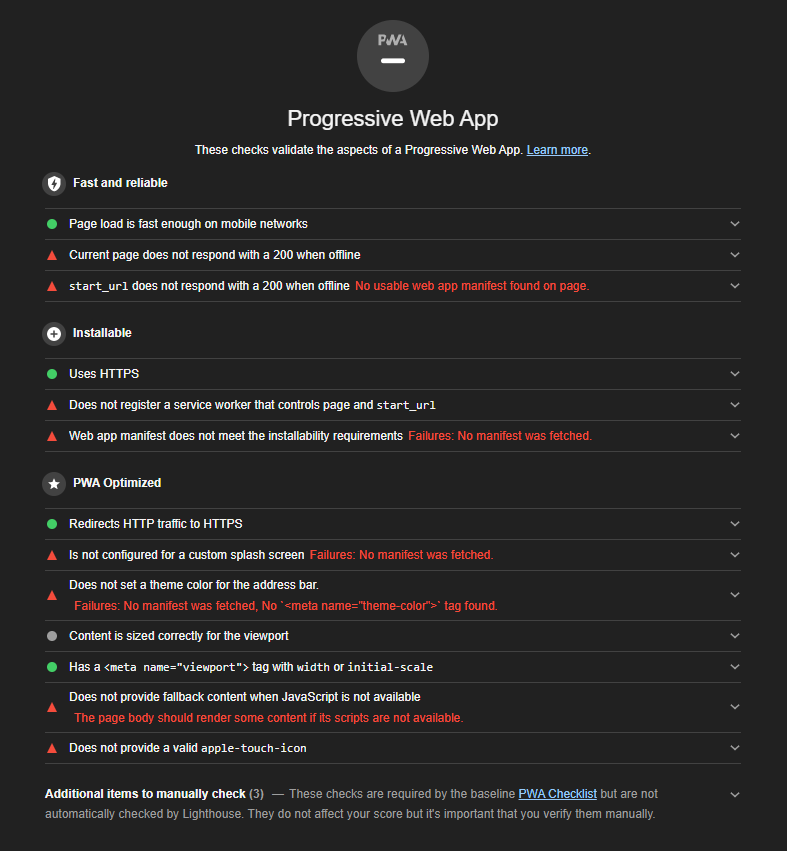 PWA
Progressive Web App
These checks validate the aspects of a Progressive Web App. Learn more.
Fast and reliable
Page load is fast enough on mobile networks
Current page does not respond with a 200 when offline
start_url does not respond with a 200 when offline No usable web app manifest found on page.
Installable
Uses HTTPS
Does not register a service worker that controls page and start_url
Web app manifest does not meet the installability requirements Failures: No manifest was fetched.
PWA Optimized
Redirects HTTP traffic to HTTPS
Is not configured for a custom splash screen Failures: No manifest was fetched.
Does not set a theme color for the address bar.
Failures: No manifest was fetched, No `<meta name="theme-color">` tag found.
Content is sized correctly for the viewport
Has a <meta name="viewport"> tag with width or initial-scale
Does not provide fallback content when JavaScript is not available
The page body should render some content if its scripts are not available.
Does not provide a valid apple-touch-icon
Additional items to manually check (3) — These checks are required by the baseline PWA Checklist but are not
automatically checked by Lighthouse. They do not affect your score but it's important that you verify them manually.